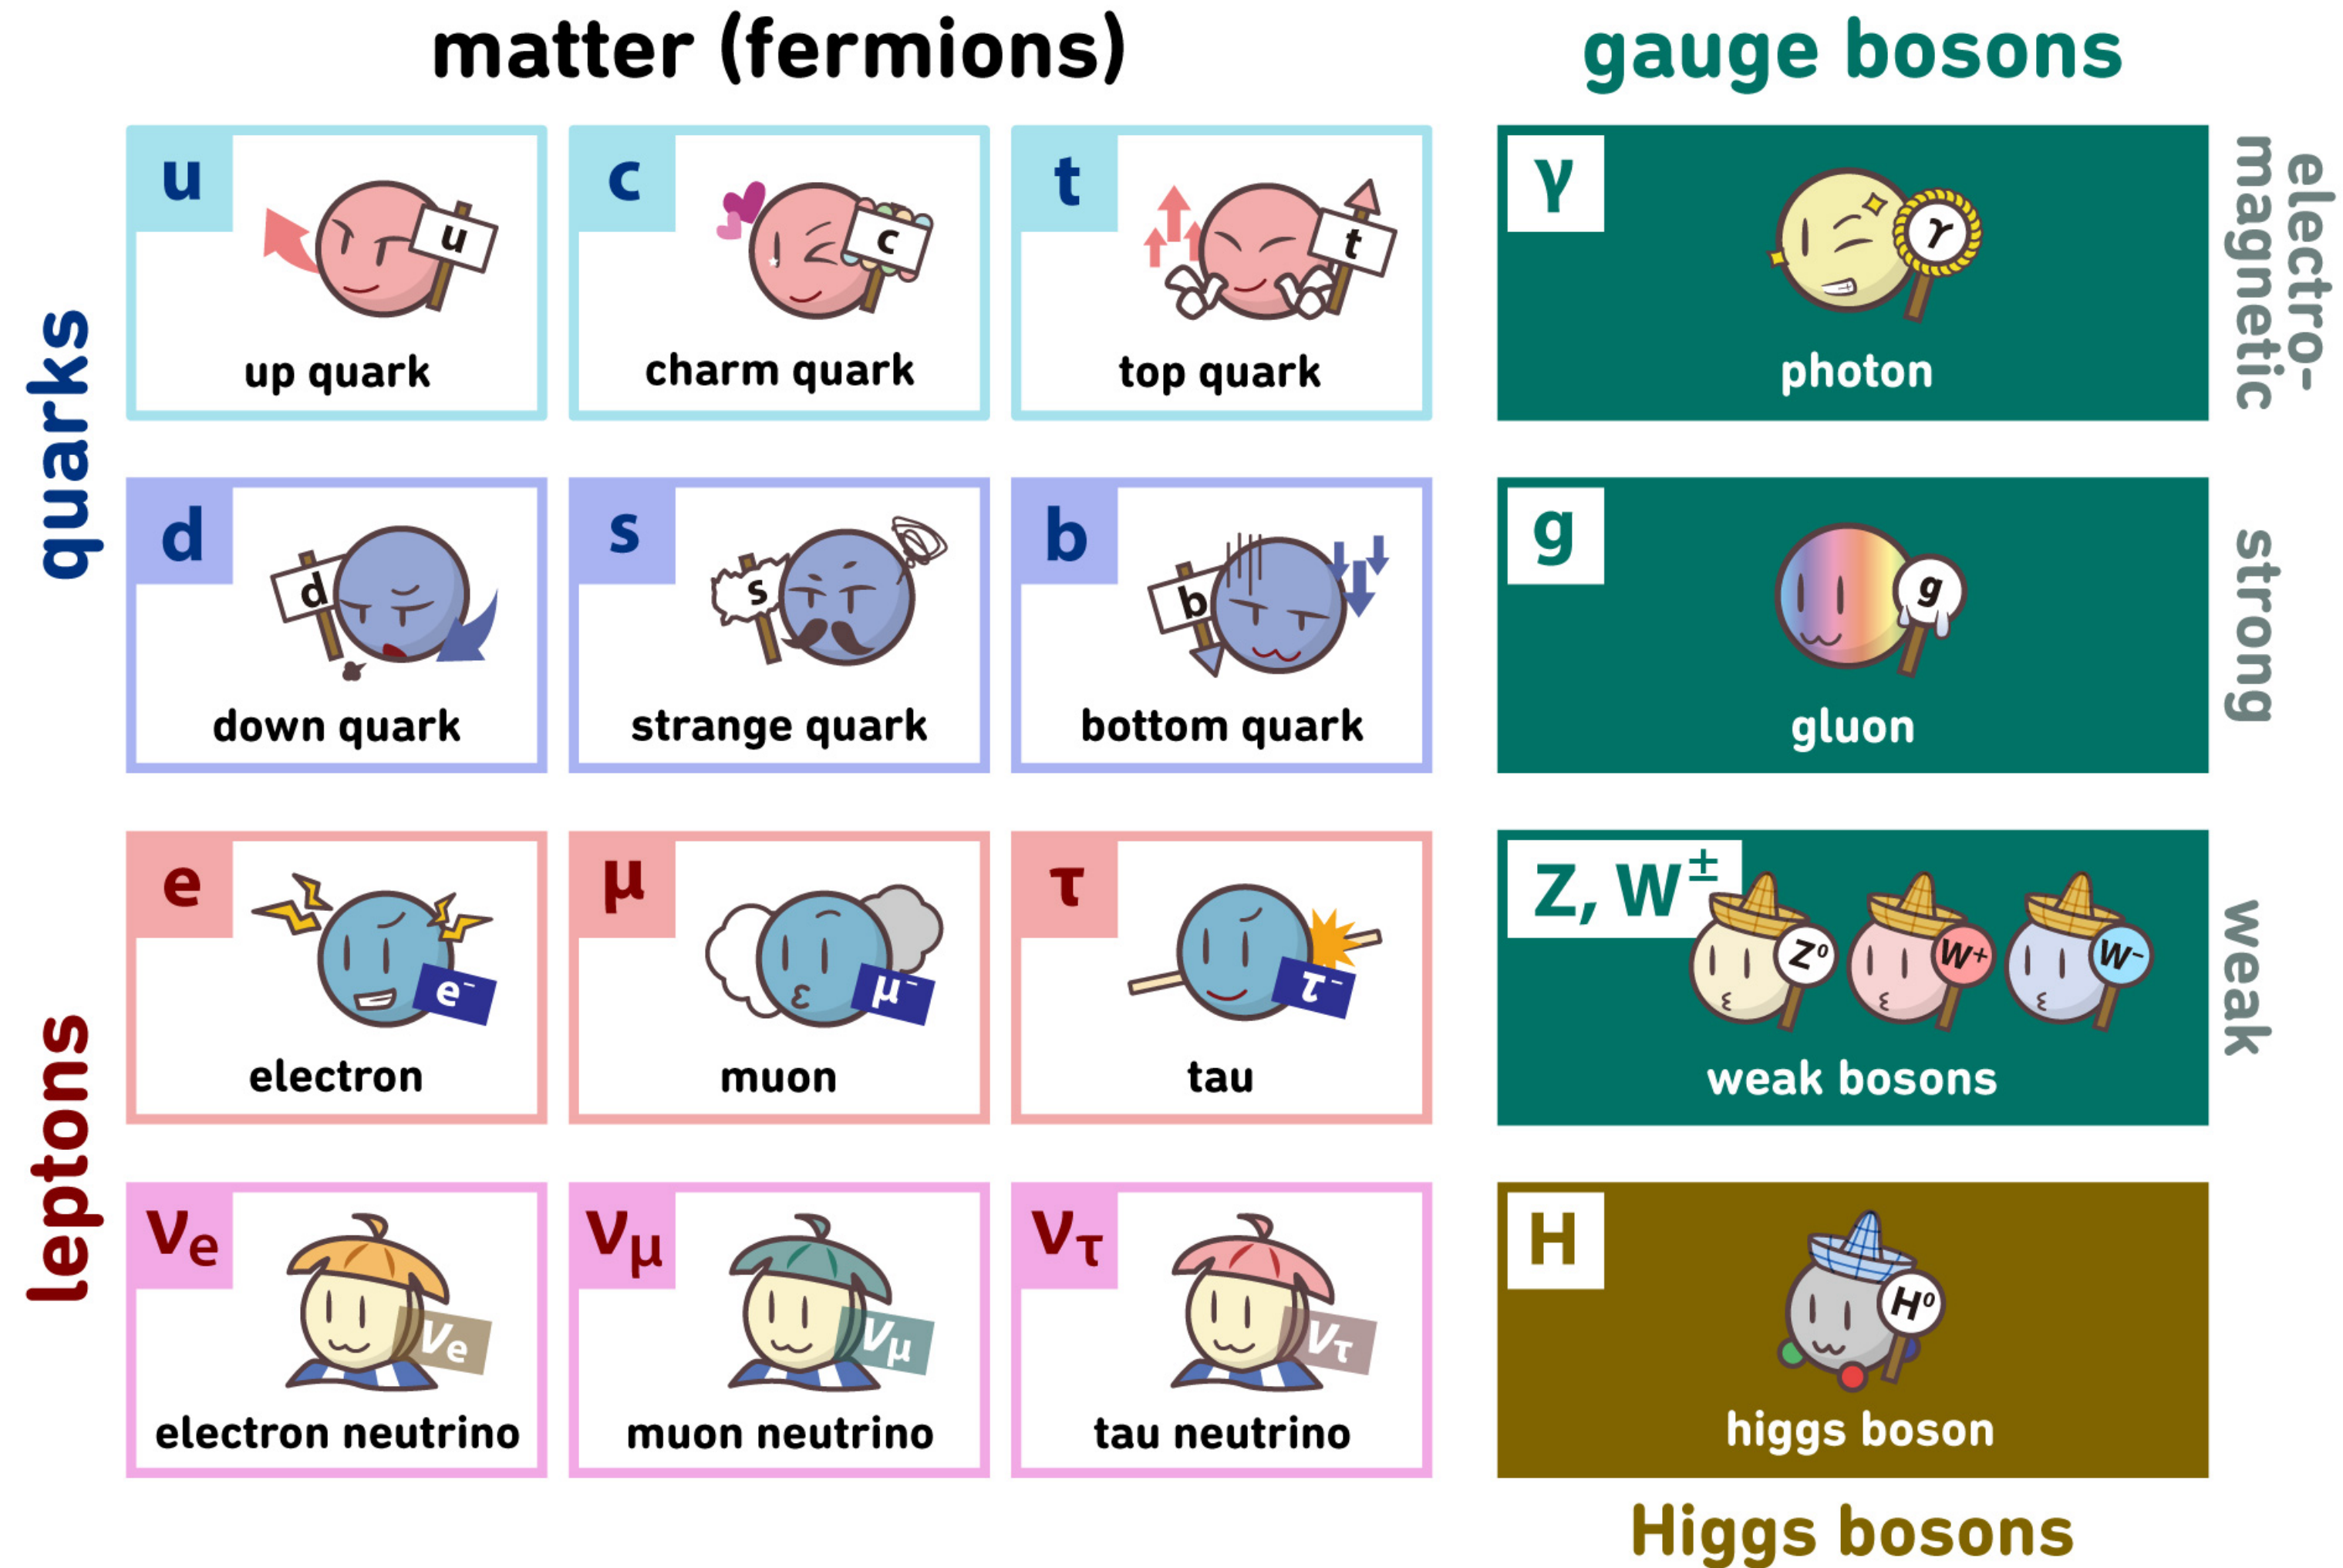 matter (fermions)
gauge bosons
quarks
u
u
up quark
c
c
charm quark
t
t
top quark
γ
γ
photon
electro-
magnetic
d
d
down quark
s
s
strange quark
b
b
bottom quark
g
g
gluon
strong
leptons
e
e⁻
electron
μ
μ⁻
muon
τ
τ⁻
tau
Z, W±
Z⁰
W⁺
W⁻
weak bosons
weak
νe
νe
electron neutrino
νμ
νμ
muon neutrino
ντ
ντ
tau neutrino
H
H⁰
higgs boson
Higgs bosons